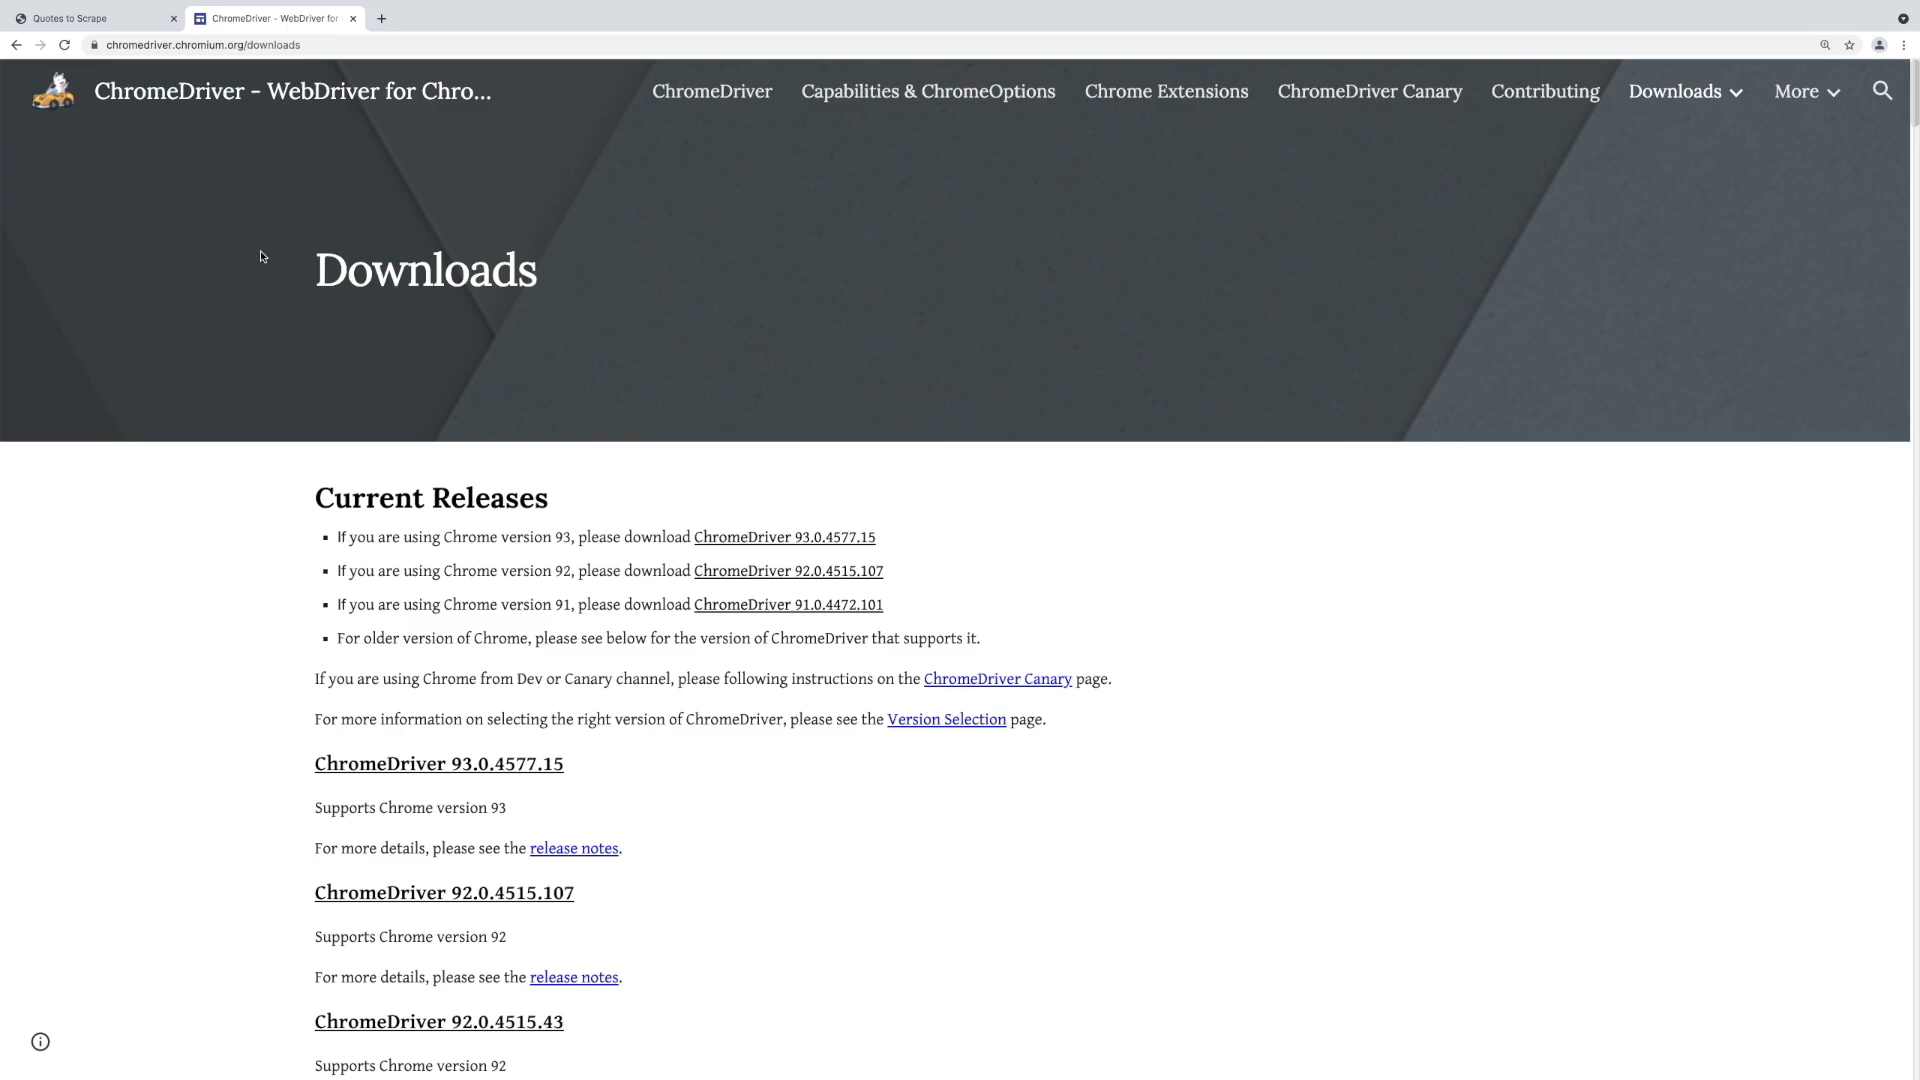 Quotes to Scrape
ChromeDriver - WebDriver for
chromedriver.chromium.org/downloads
ChromeDriver - WebDriver for Chro...
ChromeDriver
Capabilities & ChromeOptions
Chrome Extensions
ChromeDriver Canary
Contributing
Downloads
More
Downloads
Current Releases
If you are using Chrome version 93, please download ChromeDriver 93.0.4577.15
If you are using Chrome version 92, please download ChromeDriver 92.0.4515.107
If you are using Chrome version 91, please download ChromeDriver 91.0.4472.101
For older version of Chrome, please see below for the version of ChromeDriver that supports it.
If you are using Chrome from Dev or Canary channel, please following instructions on the ChromeDriver Canary page.
For more information on selecting the right version of ChromeDriver, please see the Version Selection page.
ChromeDriver 93.0.4577.15
Supports Chrome version 93
For more details, please see the release notes.
ChromeDriver 92.0.4515.107
Supports Chrome version 92
For more details, please see the release notes.
ChromeDriver 92.0.4515.43
Supports Chrome version 92